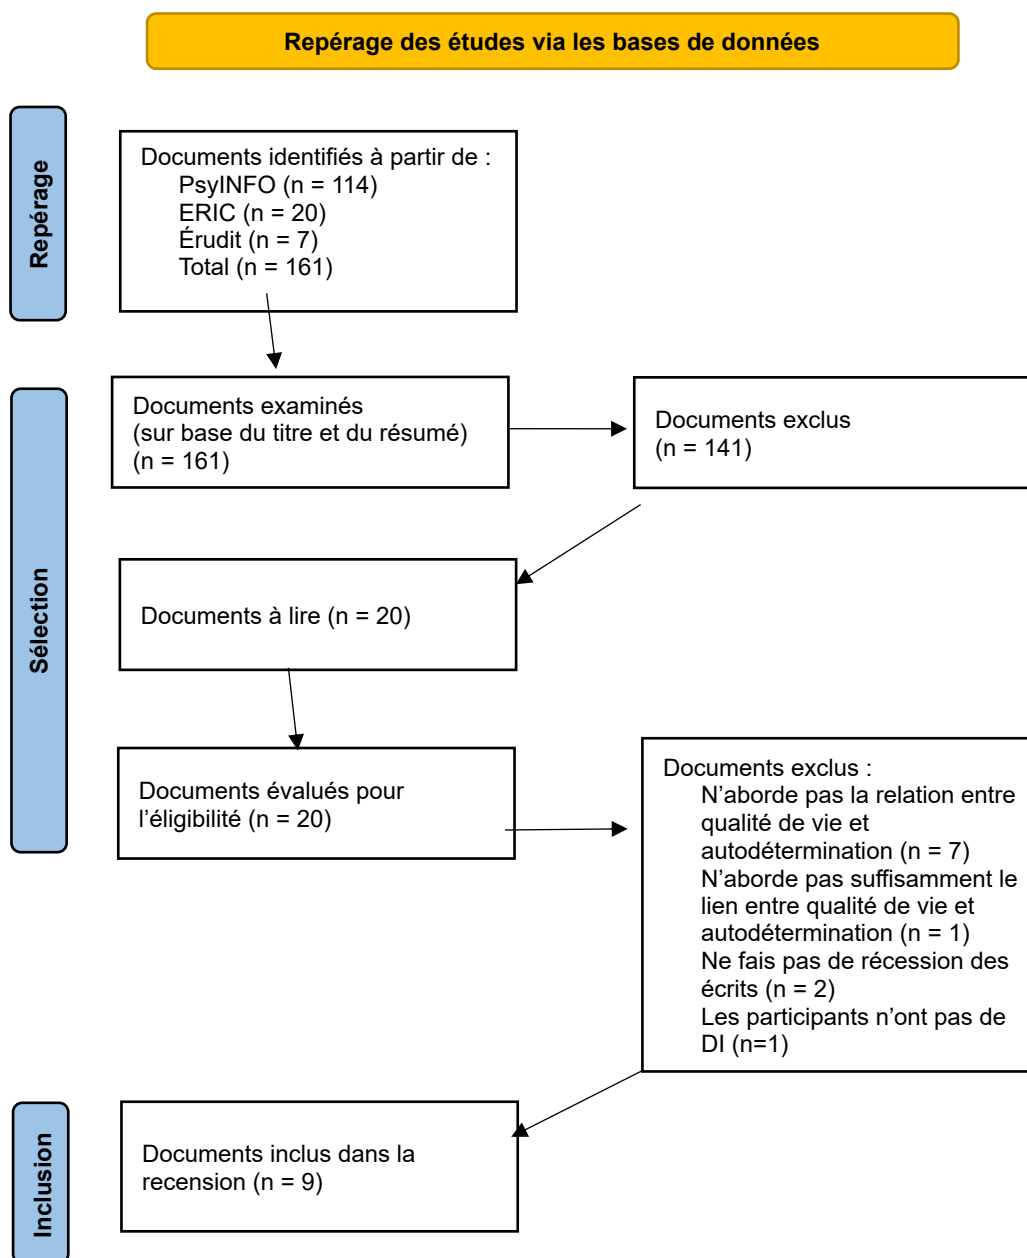 Repérage des études via les bases de données
Repérage
Documents identifiés à partir de :
PsyINFO (n = 114)
ERIC (n = 20)
Érudit (n = 7)
Total (n = 161)
Sélection
Documents examinés
(sur base du titre et du résumé)
(n = 161)
Documents exclus
(n = 141)
Documents à lire (n = 20)
Documents évalués pour
l’éligibilité (n = 20)
Documents exclus :
N’aborde pas la relation entre
qualité de vie et
autodétermination (n = 7)
N’aborde pas suffisamment le
lien entre qualité de vie et
autodétermination (n = 1)
Ne fais pas de récession des
écrits (n = 2)
Les participants n’ont pas de
DI (n=1)
Inclusion
Documents inclus dans la
recension (n = 9)